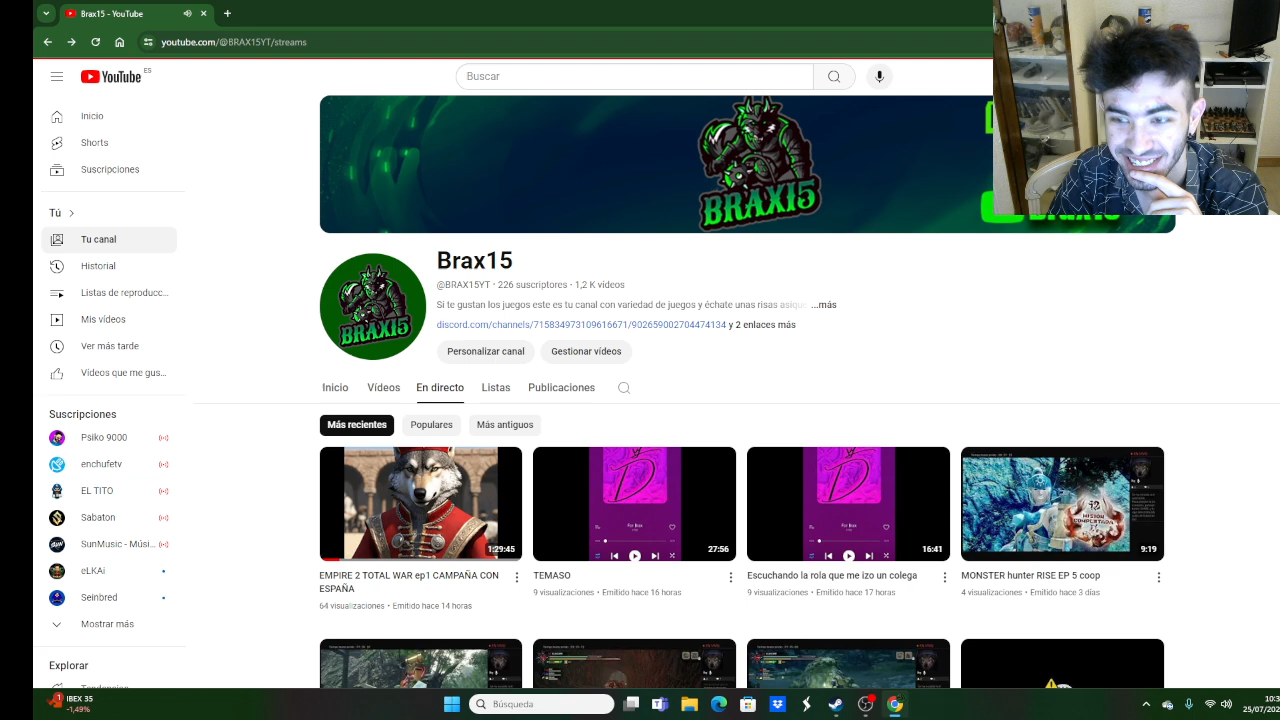 Brax15 - YouTube
youtube.com/@BRAX15YT/streams
YouTube ES
Buscar
Inicio
Shorts
Suscripciones
Tú
Tu canal
Historial
Listas de reproducc...
Mis vídeos
Ver más tarde
Vídeos que me gus...
Suscripciones
Psiko 9000
enchufetv
EL TITO
Sabaton
SunMusic - Músi...
eLKAi
Seinbred
Mostrar más
Explorar
BRAX15
BRAX15
Brax15
@BRAX15YT • 226 suscriptores • 1,2 K vídeos
Si te gustan los juegos este es tu canal con variedad de juegos y échate unas risas asique ...más
discord.com/channels/715834973109616671/902659002704474134 y 2 enlaces más
Personalizar canal
Gestionar vídeos
Inicio
Vídeos
En directo
Listas
Publicaciones
Más recientes
Populares
Más antiguos
1:29:45
27:56
16:41
MISIÓN
COMPLETADA
9:19
EMPIRE 2 TOTAL WAR ep1 CAMPAÑA CON
ESPAÑA
64 visualizaciones • Emitido hace 14 horas
TEMASO
9 visualizaciones • Emitido hace 16 horas
Escuchando la rola que me izo un colega
9 visualizaciones • Emitido hace 17 horas
MONSTER hunter RISE EP 5 coop
4 visualizaciones • Emitido hace 3 días
1
IBEX 35
-1,49%
Búsqueda
10:3
25/07/202